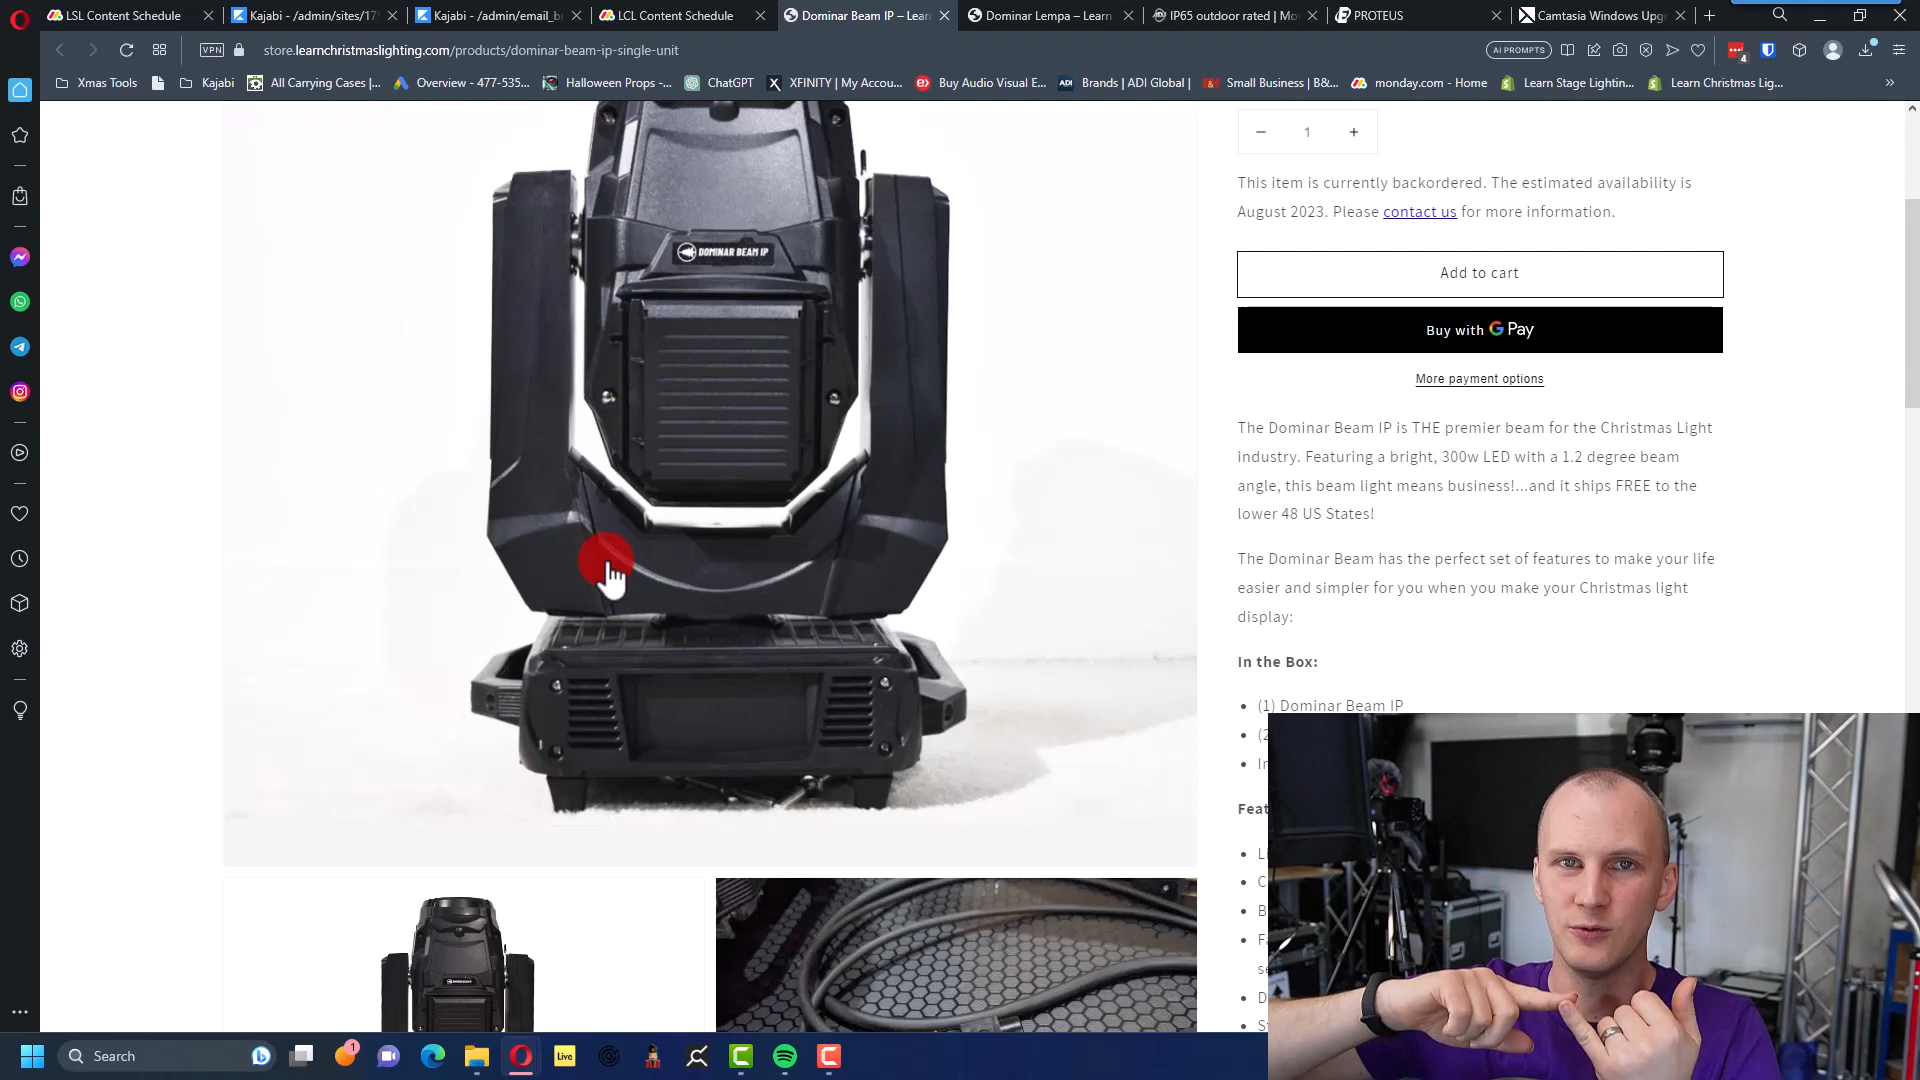 LSL Content Schedule
Kajabi - /admin/sites/17
Kajabi - /admin/email_b
LCL Content Schedule
Dominar Beam IP – Lear
Dominar Lempa – Learn
IP65 outdoor rated | Mo
PROTEUS
Camtasia Windows Upg
VPN
store.learnchristmaslighting.com/products/dominar-beam-ip-single-unit
AI PROMPTS
4
Xmas Tools
Kajabi
All Carrying Cases |...
Overview - 477-535...
Halloween Props -...
ChatGPT
XFINITY | My Accou...
Buy Audio Visual E...
ADI
Brands | ADI Global |
Small Business | B&...
monday.com - Home
Learn Stage Lightin...
Learn Christmas Lig...
DOMINAR BEAM IP
− 1 +
This item is currently backordered. The estimated availability is
August 2023. Please contact us for more information.
Add to cart
Buy with G Pay
More payment options
The Dominar Beam IP is THE premier beam for the Christmas Light
industry. Featuring a bright, 300w LED with a 1.2 degree beam
angle, this beam light means business!...and it ships FREE to the
lower 48 US States!
The Dominar Beam has the perfect set of features to make your life
easier and simpler for you when you make your Christmas light
display:
In the Box:
• (1) Dominar Beam IP
Search
1
Live